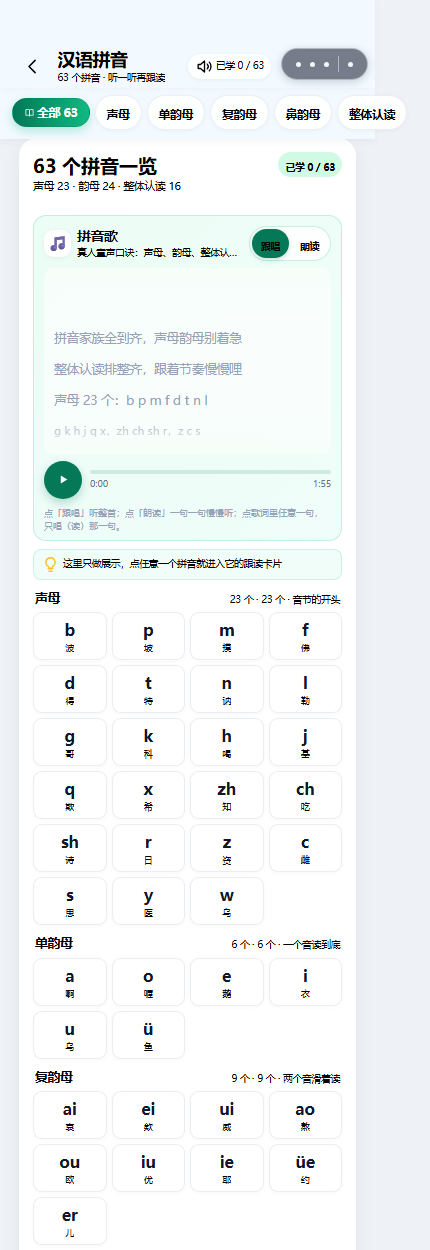 汉语拼音
63 个拼音 · 听一听再跟读
已学 0 / 63
全部 63
声母
单韵母
复韵母
鼻韵母
整体认读
63 个拼音一览
已学 0 / 63
声母 23 · 韵母 24 · 整体认读 16
拼音歌
真人童声口诀：声母、韵母、整体认...
跟唱
朗读
拼音家族全到齐，声母韵母别着急
整体认读排整齐，跟着节奏慢慢哩
声母 23 个：b p m f d t n l
g k h j q x，zh ch sh r，z c s
0:00
1:55
点「跟唱」听整首；点「朗读」一句一句慢慢听；点歌词里任意一句，
只唱（读）那一句。
这里只做展示，点任意一个拼音就进入它的跟读卡片
声母
23 个 · 23 个 · 音节的开头
b p m f
波 坡 摸 佛
d t n l
得 特 讷 勒
g k h j
哥 科 喝 基
q x zh ch
欺 希 知 吃
sh r z c
诗 日 资 雌
s y w
思 医 乌
单韵母
6 个 · 6 个 · 一个音读到底
a o e i
啊 喔 鹅 衣
u ü
乌 鱼
复韵母
9 个 · 9 个 · 两个音滑着读
ai ei ui ao
哀 欸 威 熬
ou iu ie üe
欧 优 耶 约
er
儿